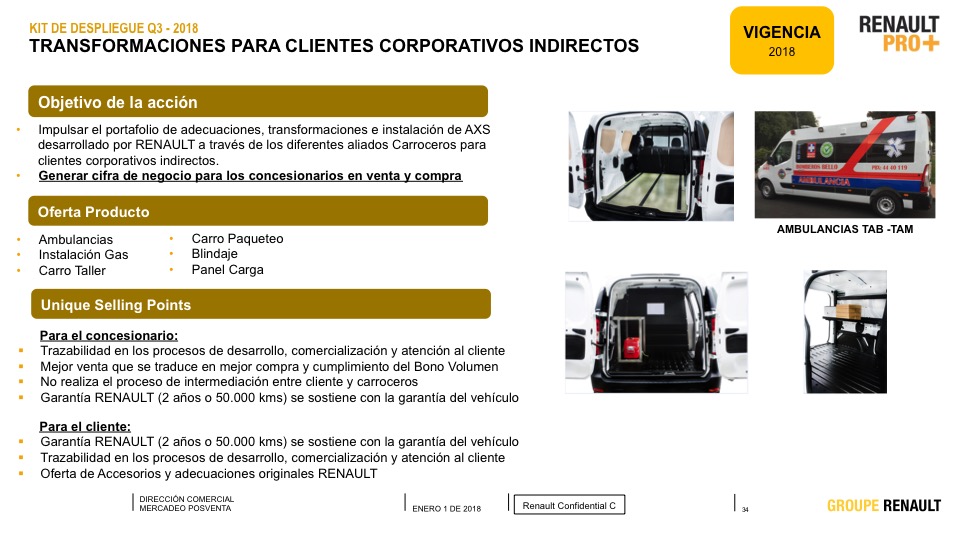 KIT DE DESPLIEGUE Q3 - 2018
TRANSFORMACIONES PARA CLIENTES CORPORATIVOS INDIRECTOS
VIGENCIA
2018
RENAULT
PRO+
Objetivo de la acción
• Impulsar el portafolio de adecuaciones, transformaciones e instalación de AXS
desarrollado por RENAULT a través de los diferentes aliados Carroceros para
clientes corporativos indirectos.
• Generar cifra de negocio para los concesionarios en venta y compra
Oferta Producto
• Ambulancias
• Instalación Gas
• Carro Taller
• Carro Paqueteo
• Blindaje
• Panel Carga
AMBULANCIA
AMBULANCIAS TAB -TAM
Unique Selling Points
Para el concesionario:
▪ Trazabilidad en los procesos de desarrollo, comercialización y atención al cliente
▪ Mejor venta que se traduce en mejor compra y cumplimiento del Bono Volumen
▪ No realiza el proceso de intermediación entre cliente y carroceros
▪ Garantía RENAULT (2 años o 50.000 kms) se sostiene con la garantía del vehículo
Para el cliente:
▪ Garantía RENAULT (2 años o 50.000 kms) se sostiene con la garantía del vehículo
▪ Trazabilidad en los procesos de desarrollo, comercialización y atención al cliente
▪ Oferta de Accesorios y adecuaciones originales RENAULT
DIRECCIÓN COMERCIAL
MERCADEO POSVENTA
ENERO 1 DE 2018
Renault Confidential C
34
GROUPE RENAULT